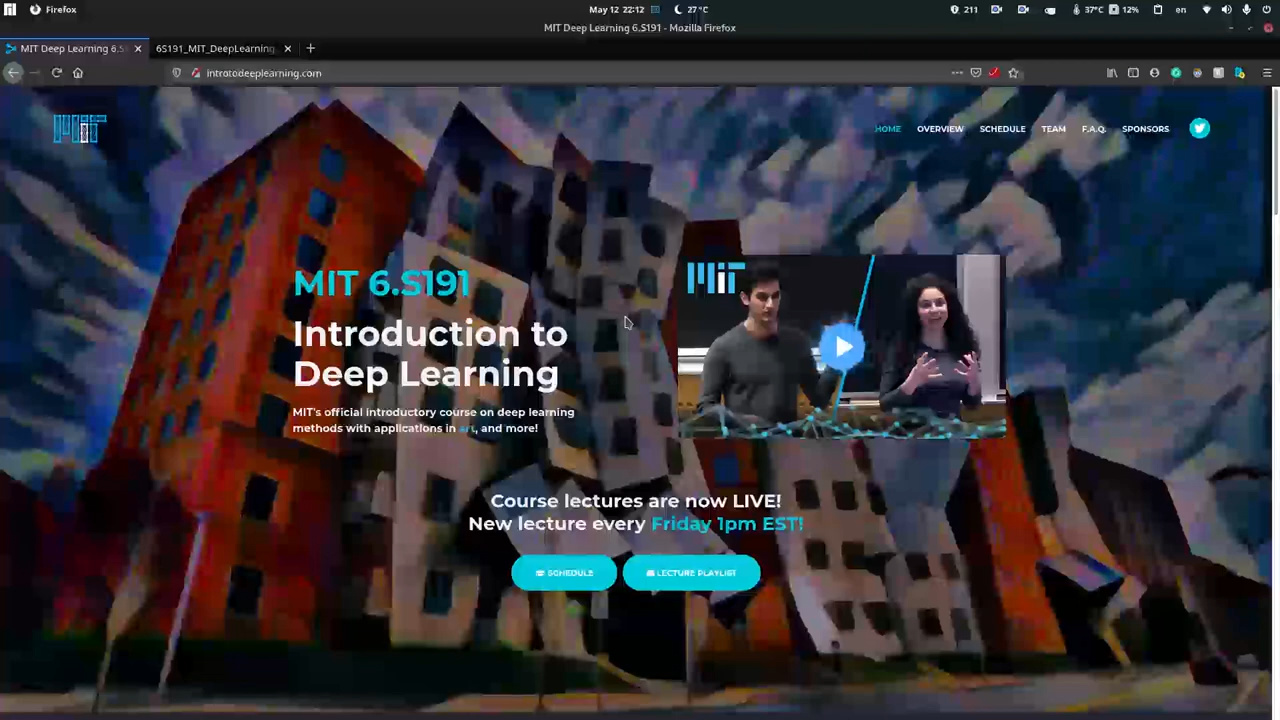 Firefox
May 12 22:12
27 °C
211
37°C
12%
en
MIT Deep Learning 6.S191 - Mozilla Firefox
MIT Deep Learning 6.S
6S191_MIT_DeepLearning
introtodeeplearning.com
MIT
HOME
OVERVIEW
SCHEDULE
TEAM
F.A.Q.
SPONSORS
MIT
MIT 6.S191
Introduction to
Deep Learning
MIT's official introductory course on deep learning
methods with applications in art, and more!
Course lectures are now LIVE!
New lecture every Friday 1pm EST!
SCHEDULE
LECTURE PLAYLIST